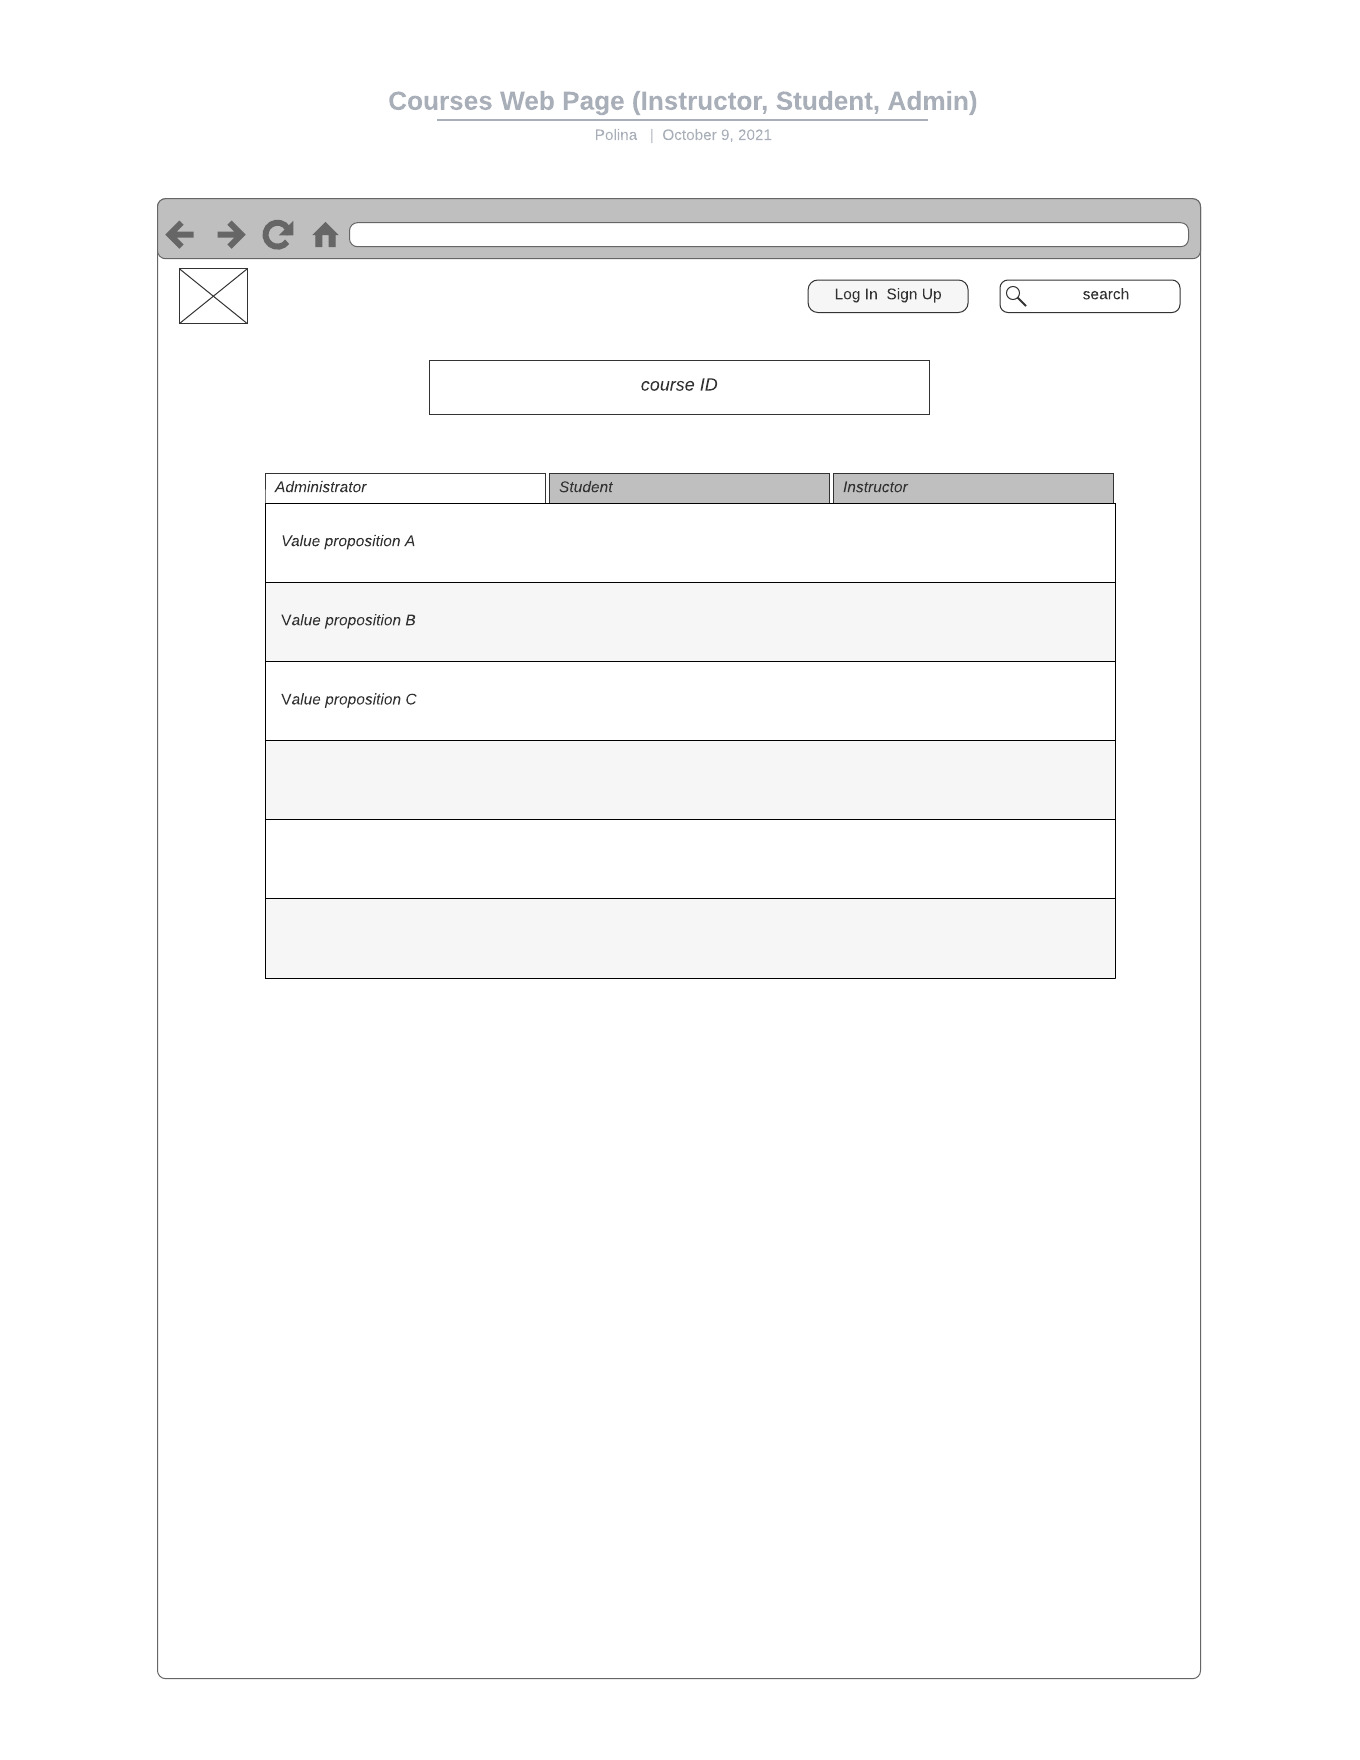 Courses Web Page (Instructor, Student, Admin)
Polina | October 9, 2021
Log In Sign Up
search
course ID
Administrator
Student
Instructor
Value proposition A
Value proposition B
Value proposition C